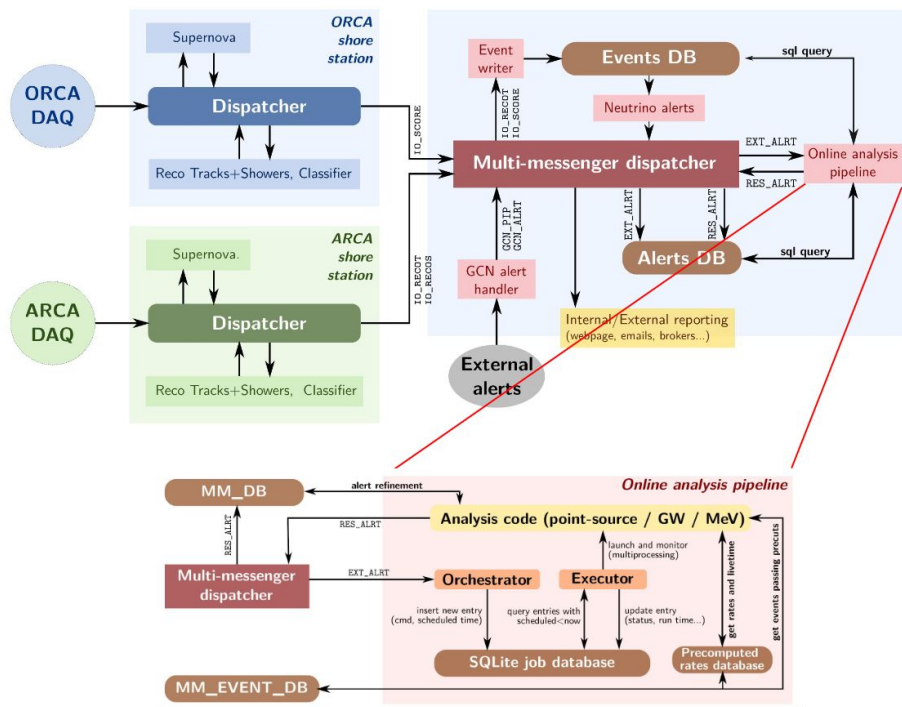 ORCA
shore
station
Supernova
ORCA
DAQ
Dispatcher
Reco Tracks+Showers, Classifier
ARCA
shore
station
Supernova.
ARCA
DAQ
Dispatcher
Reco Tracks+Showers, Classifier
IO_SCORE
IO_RECOT
IO_RECOS
Event
writer
Events DB
sql query
IO_RECOT
IO_SCORE
Neutrino alerts
Multi-messenger dispatcher
EXT_ALRT
RES_ALRT
Online analysis
pipeline
GCN_PIP
GCN_ALRT
EXT_ALRT
RES_ALRT
Alerts DB
sql query
GCN alert
handler
Internal/External reporting
(webpage, emails, brokers...)
External
alerts
Online analysis pipeline
MM_DB
alert refinement
Analysis code (point-source / GW / MeV)
RES_ALRT
RES_ALRT
launch and monitor
(multiprocessing)
Multi-messenger
dispatcher
EXT_ALRT
Orchestrator
Executor
get rates and livetime
get events passing precuts
insert new entry
(cmd, scheduled time)
query entries with
scheduled<now
update entry
(status, run time...)
SQLite job database
Precomputed
rates database
MM_EVENT_DB